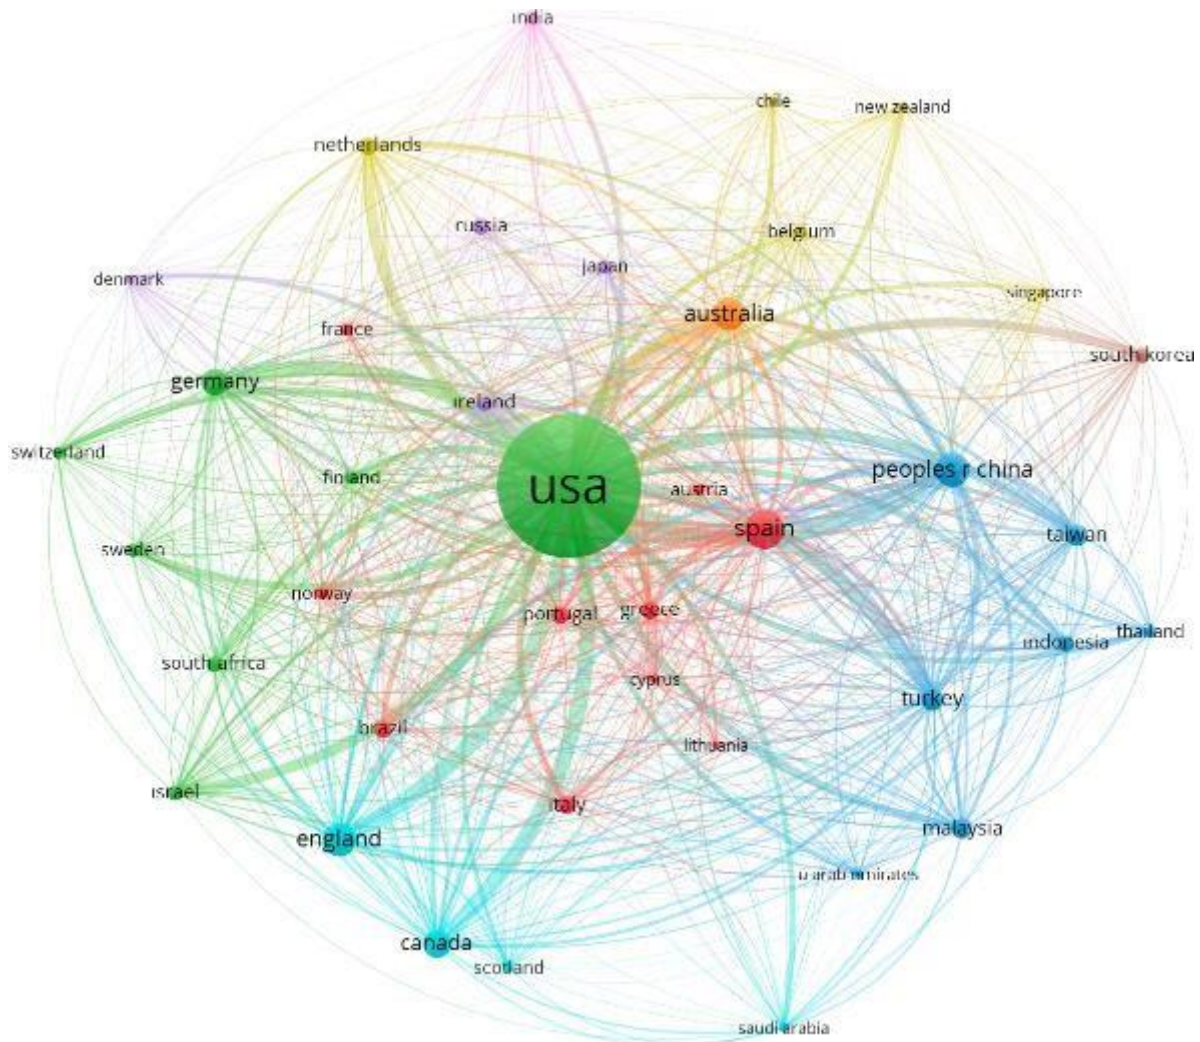 india
chile
new zealand
netherlands
russia
belgium
japan
denmark
singapore
australia
france
south korea
germany
ireland
switzerland
finland
usa
austria
peoples r china
spain
taiwan
sweden
norway
portugal
greece
thailand
indonesia
south africa
cyprus
turkey
brazil
lithuania
israel
italy
england
malaysia
u arab emirates
canada
scotland
saudi arabia